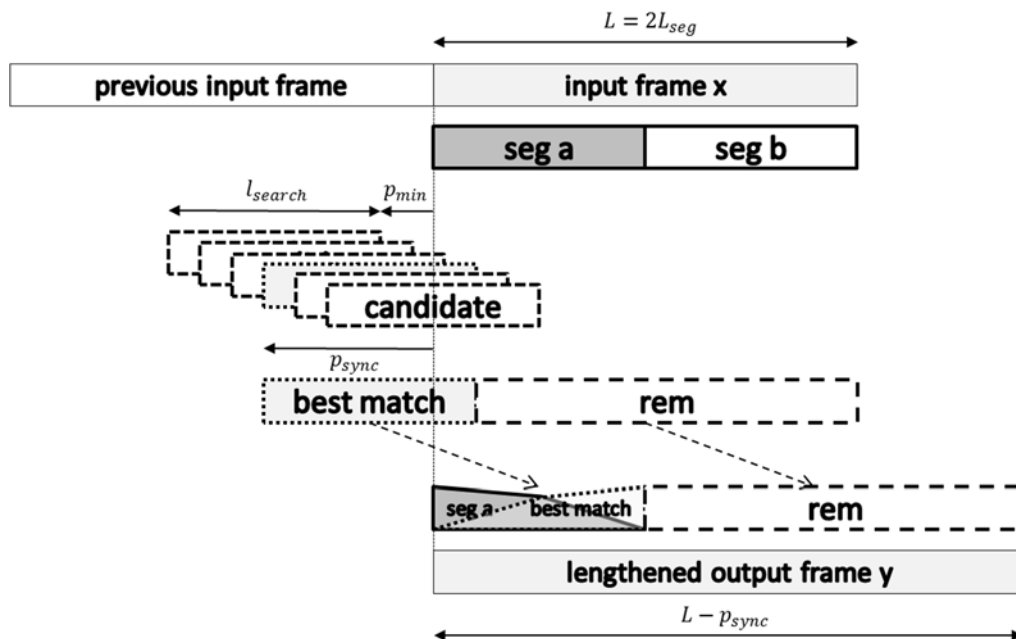 L = 2L_seg
previous input frame
input frame x
seg a
seg b
l_search
p_min
candidate
p_sync
best match
rem
seg a
best match
rem
lengthened output frame y
L − p_sync